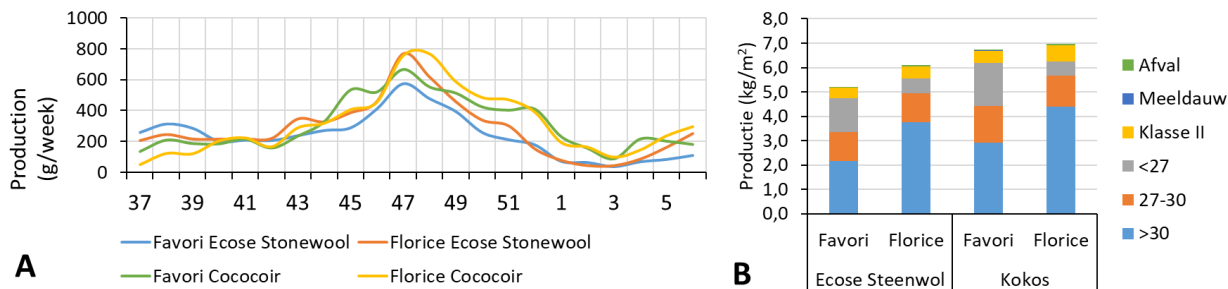 1000
800
600
400
200
0
Production
(g/week)
37 39 41 43 45 47 49 51 1 3 5
Favori Ecose Stonewool Florice Ecose Stonewool
Favori Cococoir Florice Cococoir
A
8,0
7,0
6,0
5,0
4,0
3,0
2,0
1,0
0,0
Productie (kg/m²)
Favori Florice Favori Florice
Ecose Steenwol Kokos
B
Afval
Meeldauw
Klasse II
<27
27-30
>30